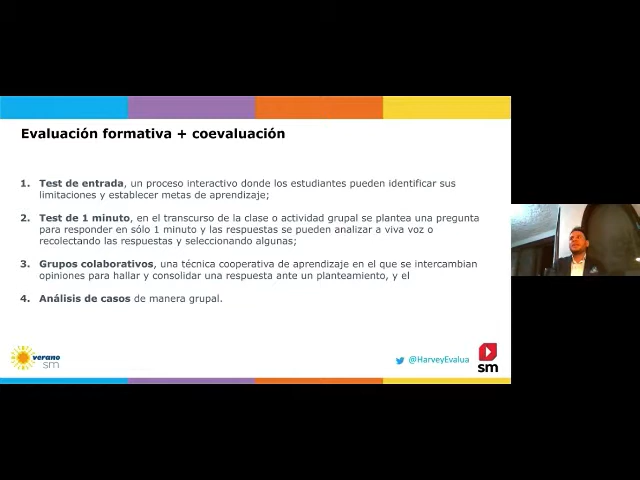 Evaluación formativa + coevaluación
1. Test de entrada, un proceso interactivo donde los estudiantes pueden identificar sus
limitaciones y establecer metas de aprendizaje;
2. Test de 1 minuto, en el transcurso de la clase o actividad grupal se plantea una pregunta
para responder en sólo 1 minuto y las respuestas se pueden analizar a viva voz o
recolectando las respuestas y seleccionando algunas;
3. Grupos colaborativos, una técnica cooperativa de aprendizaje en el que se intercambian
opiniones para hallar y consolidar una respuesta ante un planteamiento, y el
4. Análisis de casos de manera grupal.
verano
sm
@HarveyEvalua
sm